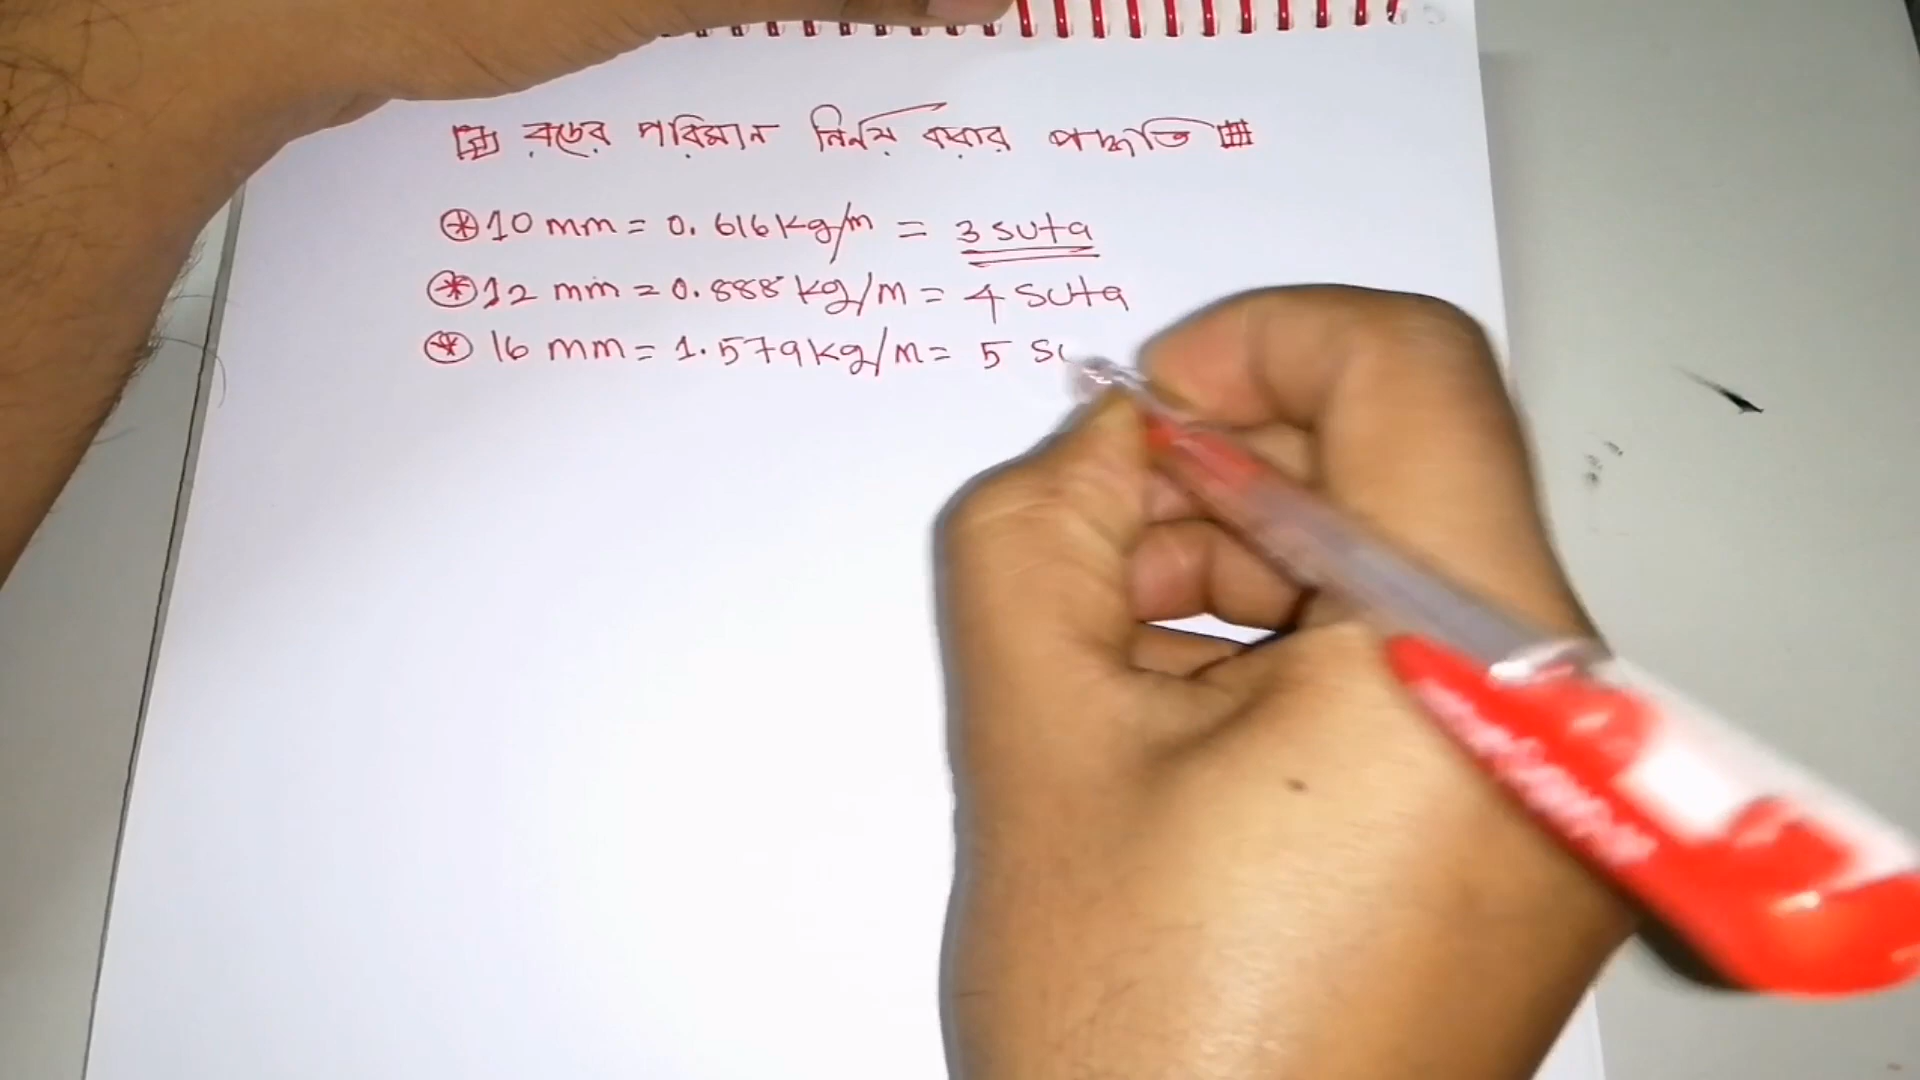 রডের পরিমান নির্নয় করার পদ্ধতি
10 mm = 0.616 kg/m = 3 suta
12 mm = 0.888 kg/m = 4 suta
16 mm = 1.579 kg/m = 5 su